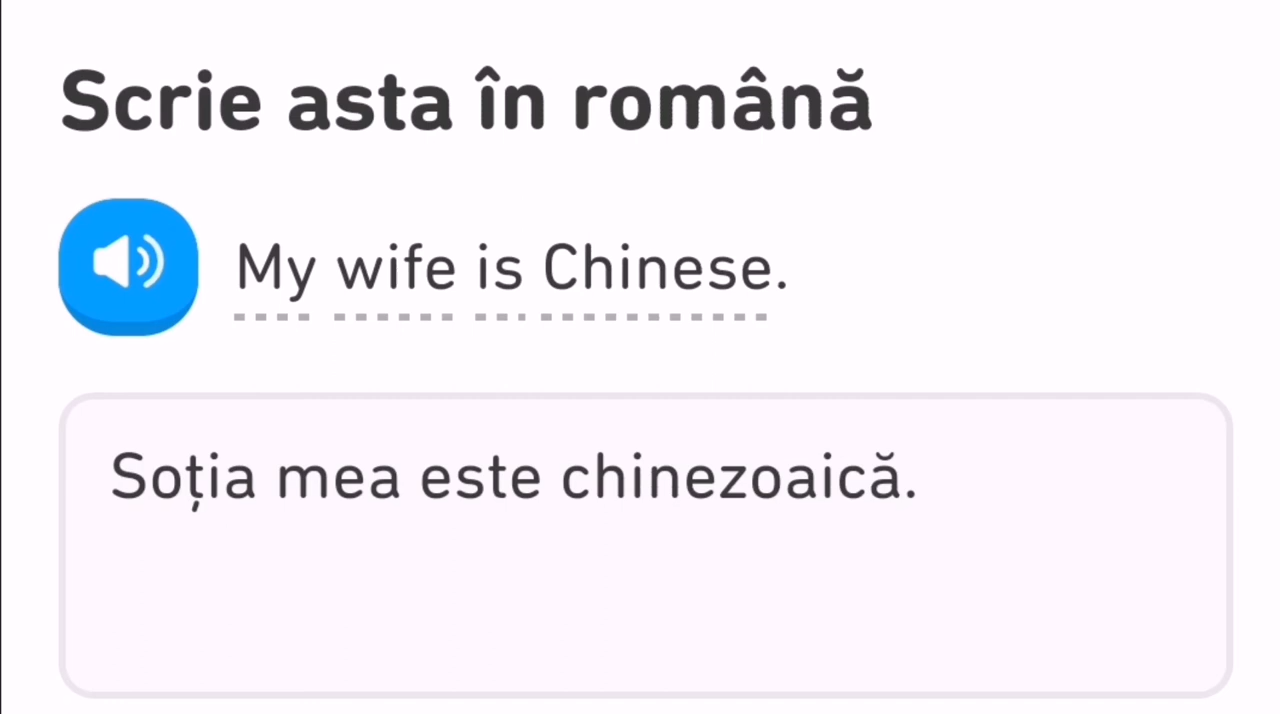 Scrie asta în română
My wife is Chinese.
Soția mea este chinezoaică.